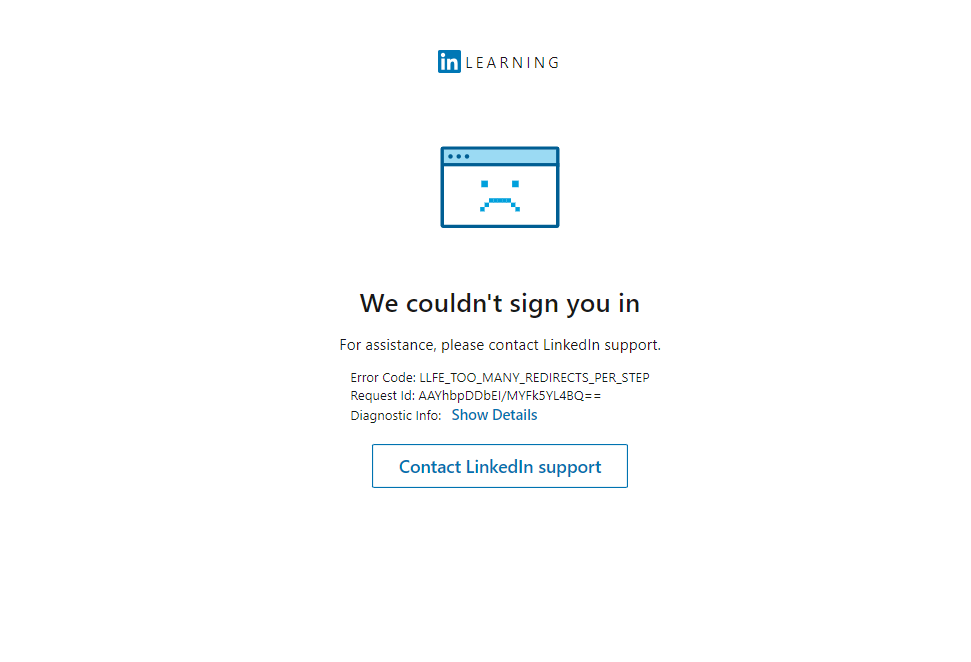 in LEARNING
We couldn't sign you in
For assistance, please contact LinkedIn support.
Error Code: LLFE_TOO_MANY_REDIRECTS_PER_STEP
Request Id: AAYhbpDDbEI/MYFk5YL4BQ==
Diagnostic Info: Show Details
Contact LinkedIn support